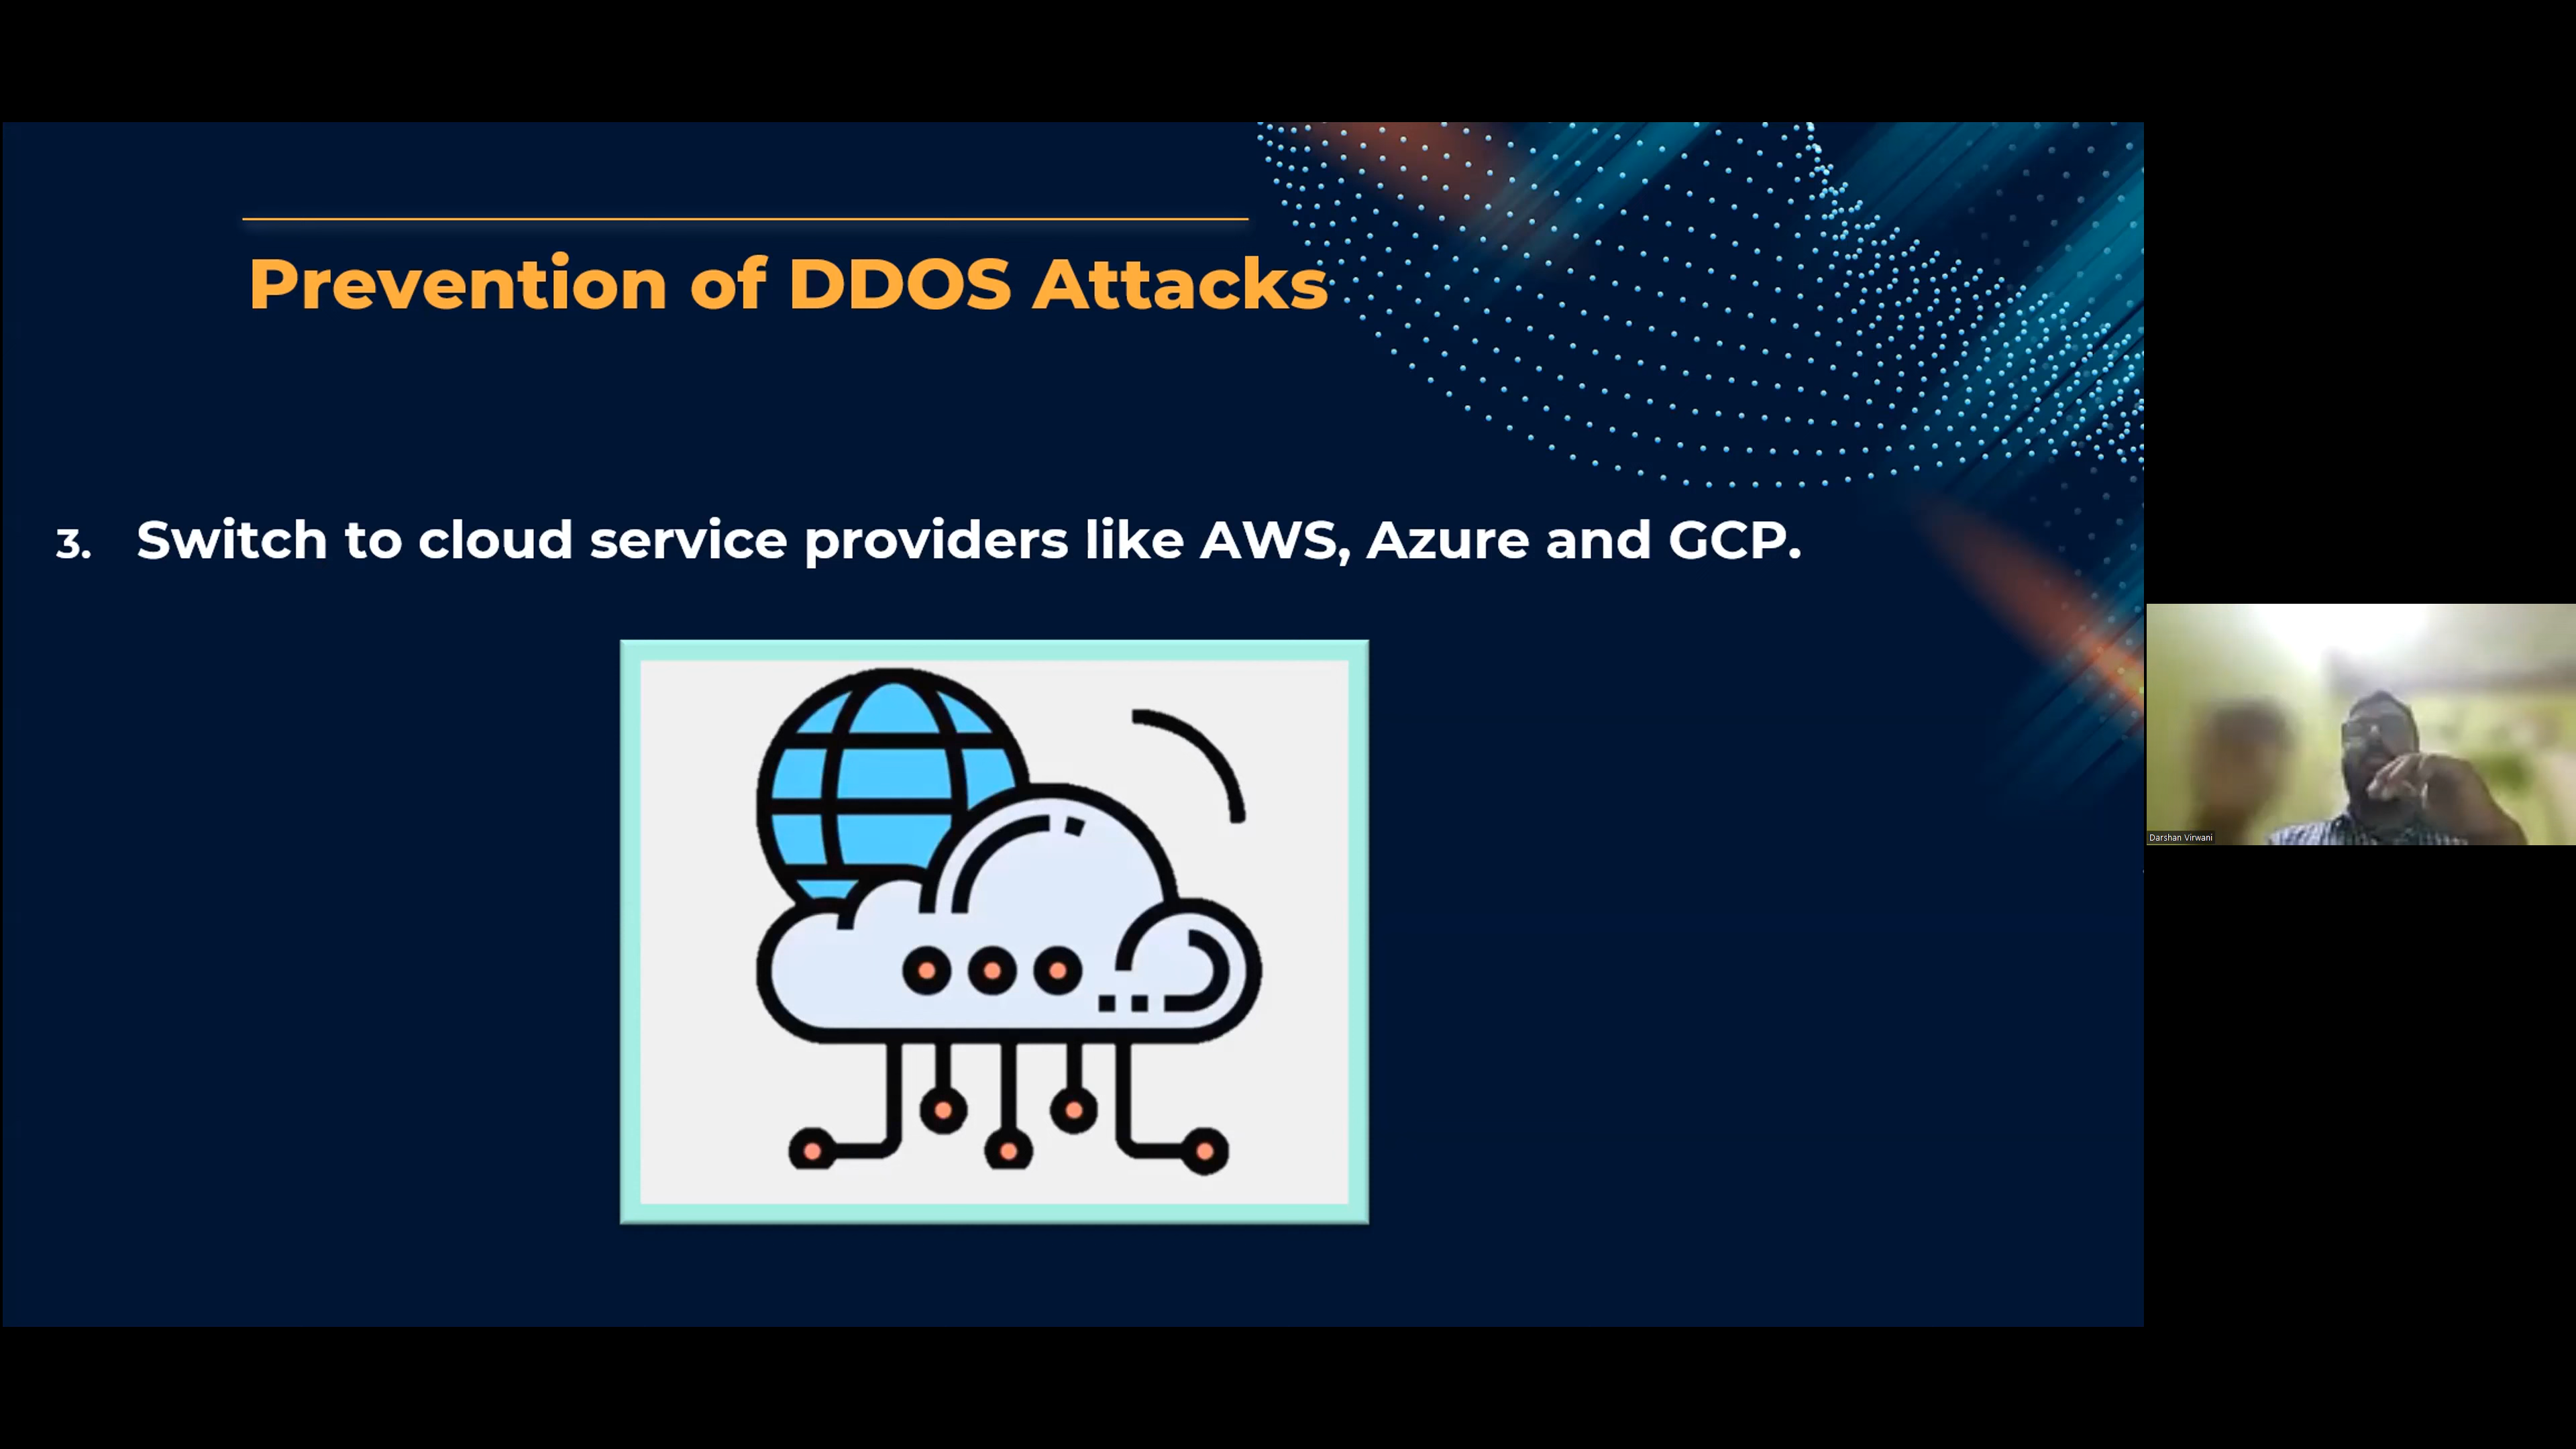 Prevention of DDOS Attacks
3. Switch to cloud service providers like AWS, Azure and GCP.
Darshan Virwani